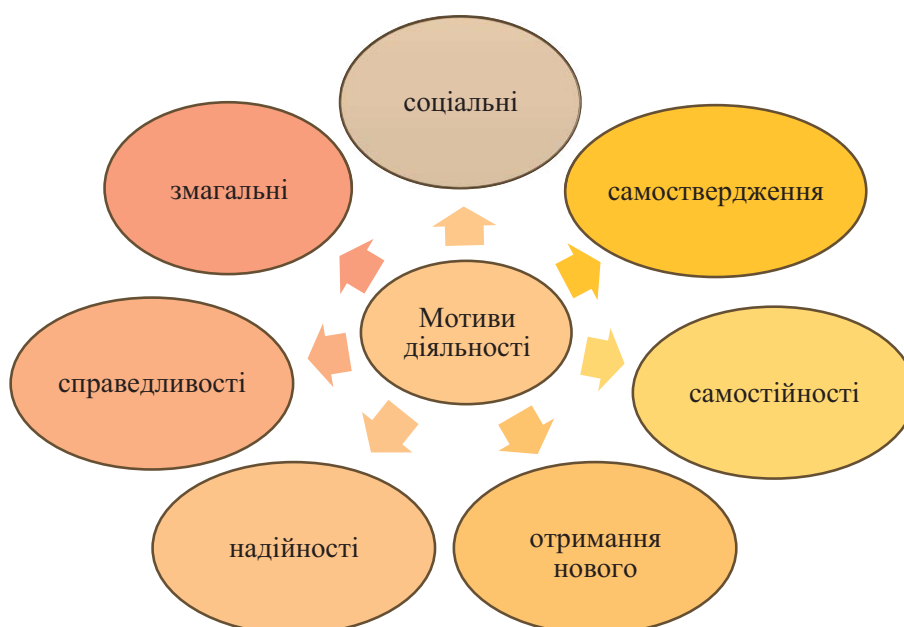 соціальні
змагальні
самоствердження
Мотиви
діяльності
справедливості
самостійності
надійності
отримання
нового